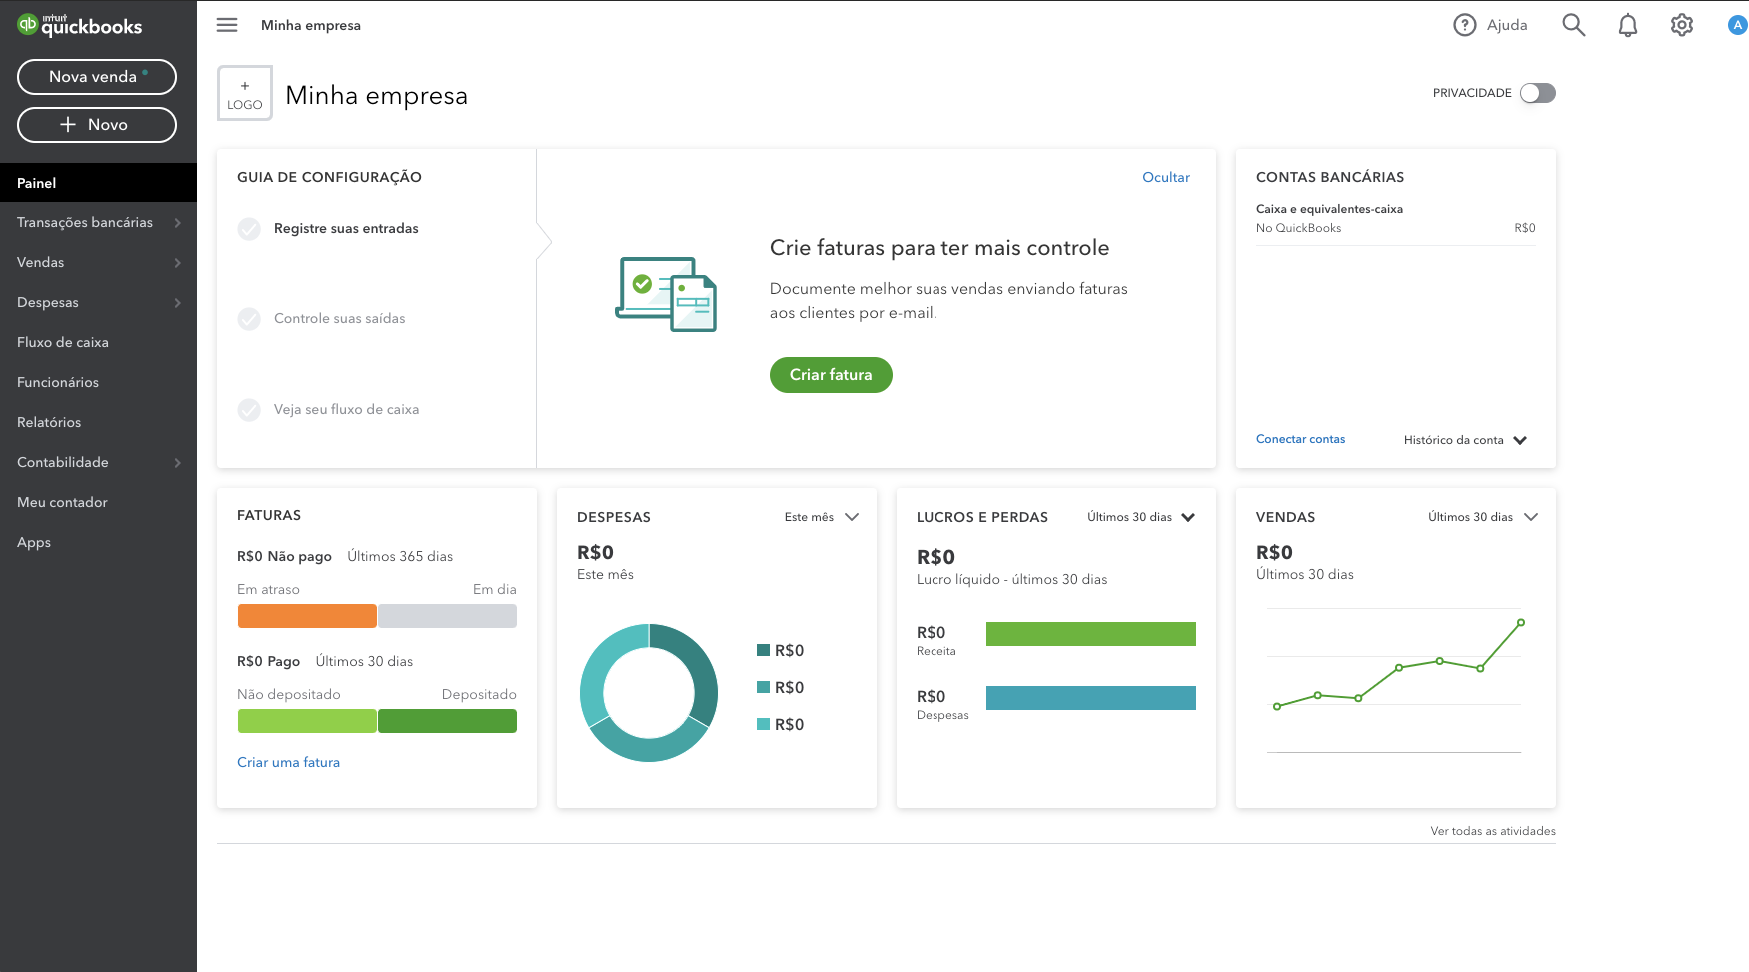 intuit
quickbooks
Minha empresa
Ajuda
A
Nova venda
Novo
Painel
Transações bancárias
Vendas
Despesas
Fluxo de caixa
Funcionários
Relatórios
Contabilidade
Meu contador
Apps
+
LOGO
Minha empresa
PRIVACIDADE
GUIA DE CONFIGURAÇÃO
Registre suas entradas
Controle suas saídas
Veja seu fluxo de caixa
Ocultar
Crie faturas para ter mais controle
Documente melhor suas vendas enviando faturas
aos clientes por e-mail.
Criar fatura
CONTAS BANCÁRIAS
Caixa e equivalentes-caixa
No QuickBooks R$0
Conectar contas Histórico da conta
FATURAS
R$0 Não pago Últimos 365 dias
Em atraso Em dia
R$0 Pago Últimos 30 dias
Não depositado Depositado
Criar uma fatura
DESPESAS Este mês
R$0
Este mês
R$0
R$0
R$0
LUCROS E PERDAS Últimos 30 dias
R$0
Lucro líquido - últimos 30 dias
R$0
Receita
R$0
Despesas
VENDAS Últimos 30 dias
R$0
Últimos 30 dias
Ver todas as atividades